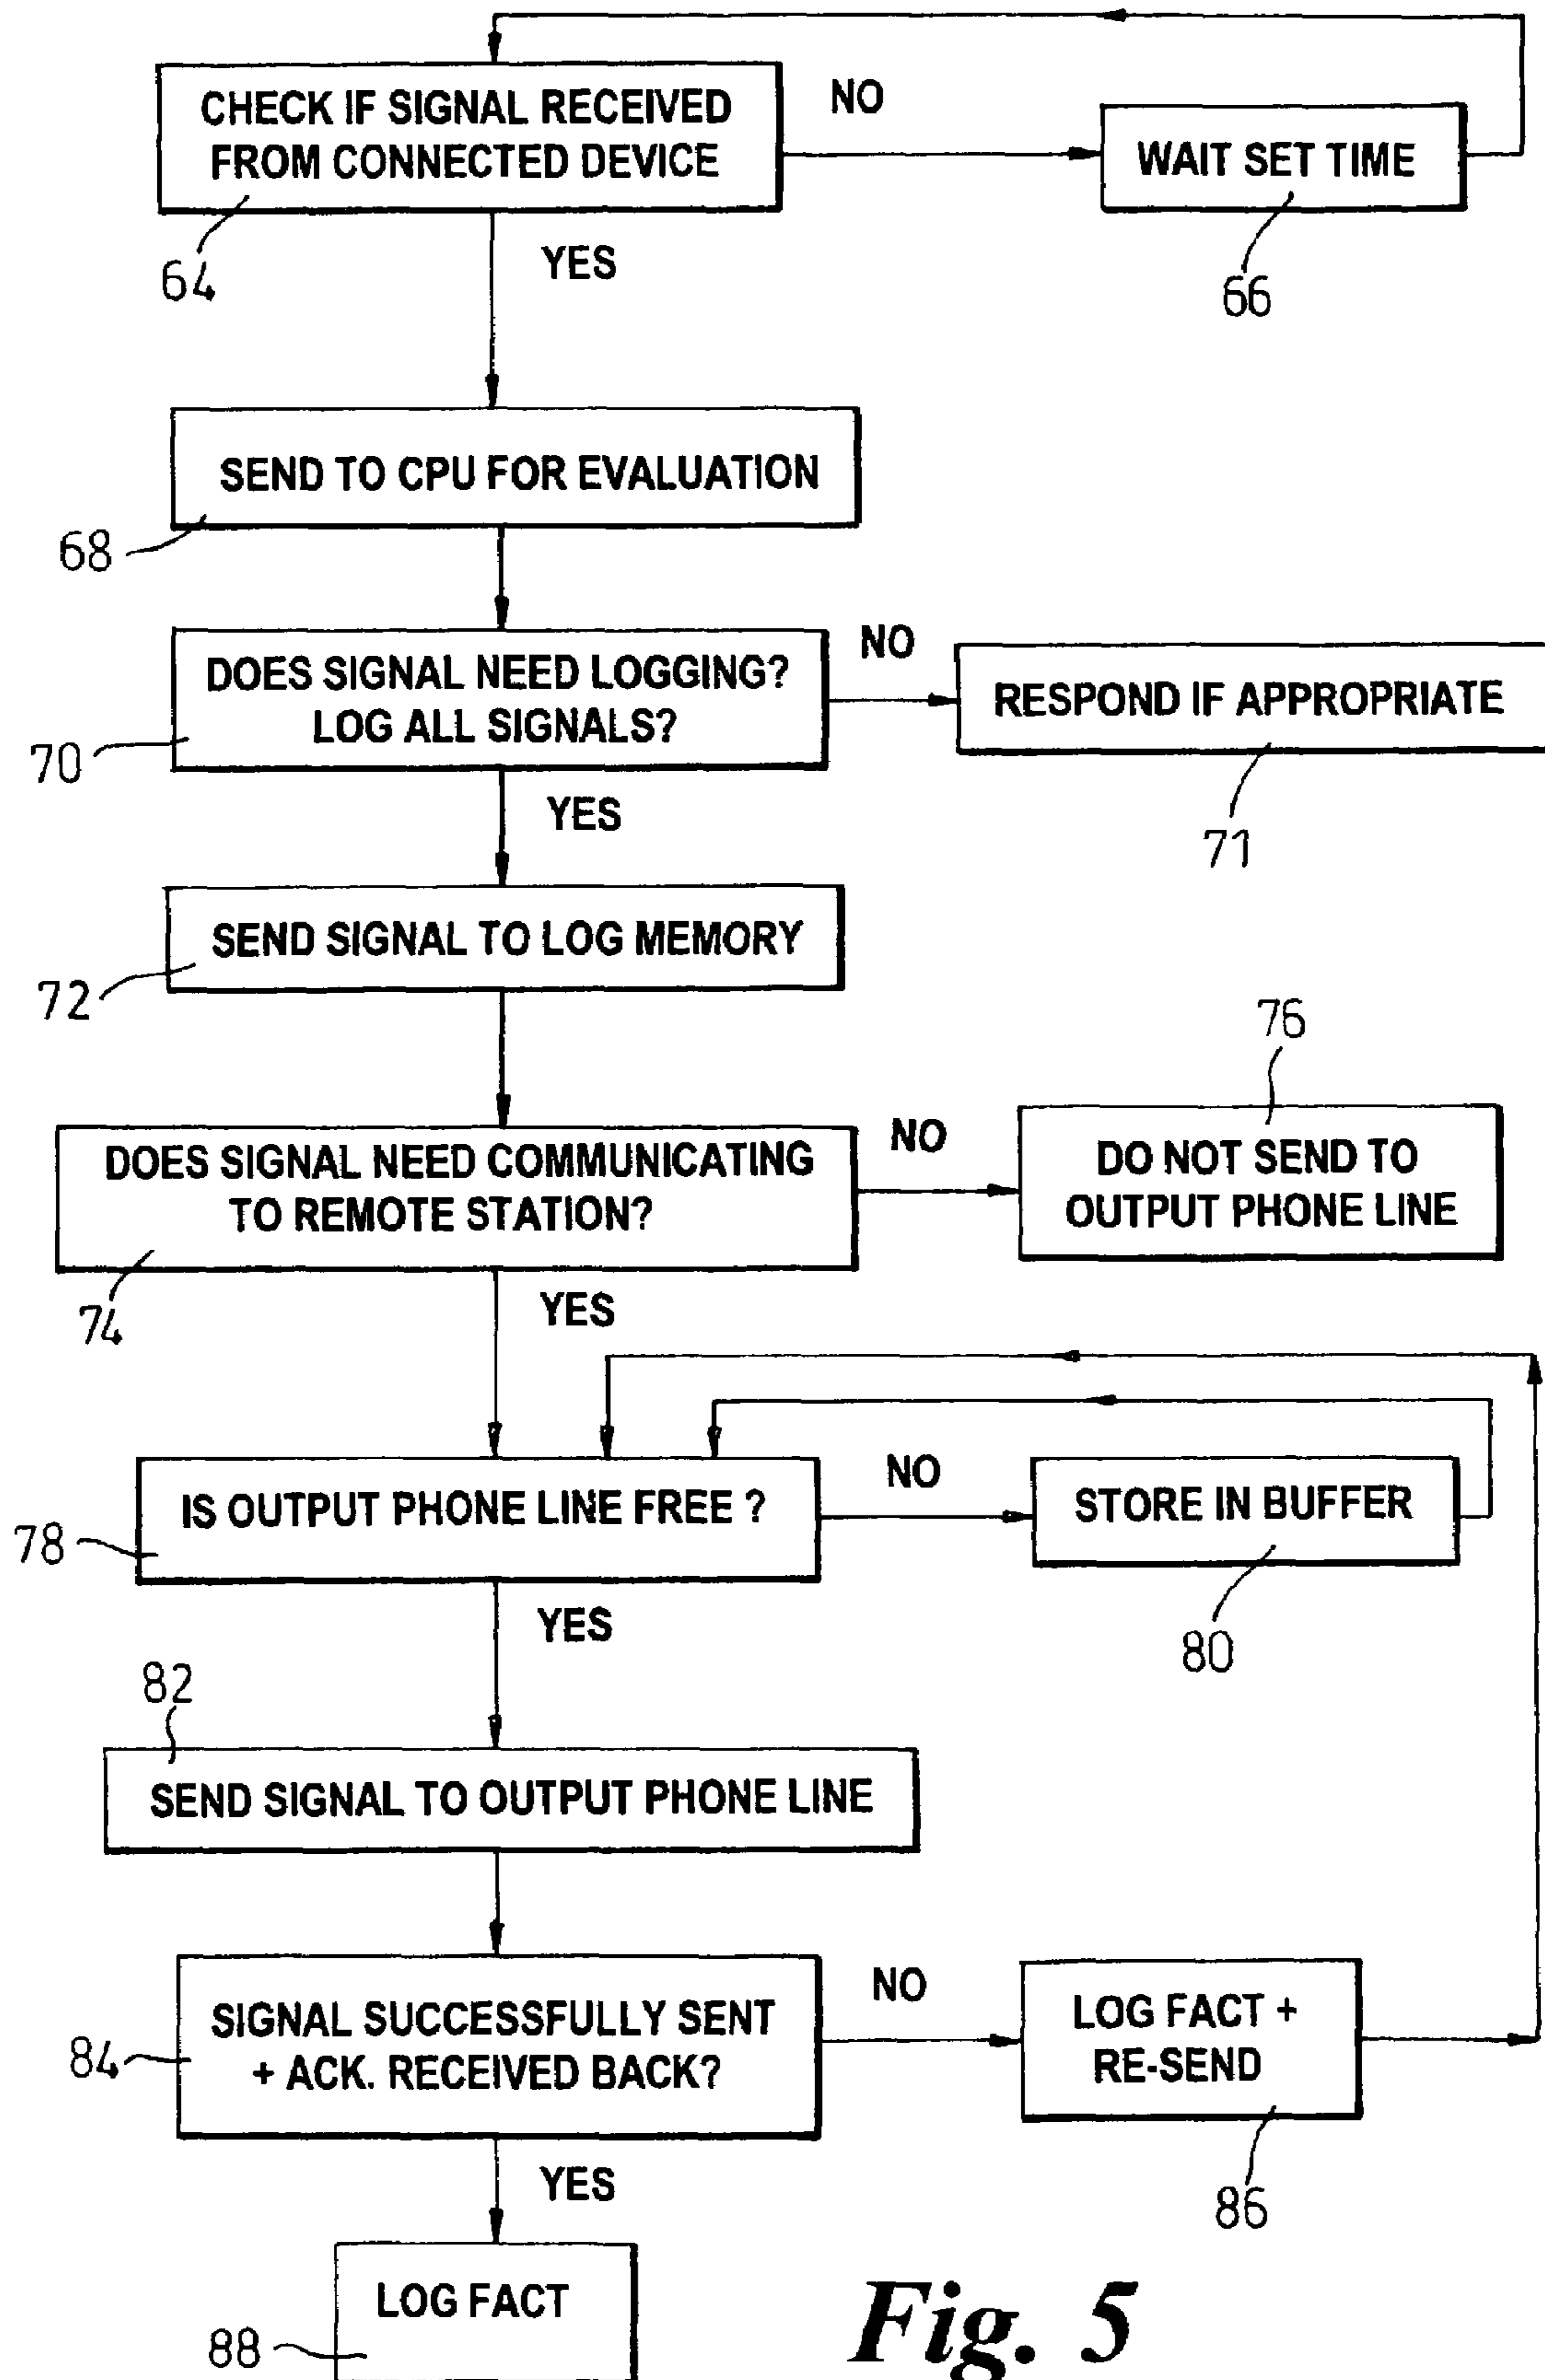 CHECK IF SIGNAL RECEIVED
FROM CONNECTED DEVICE
64
NO
WAIT SET TIME
66
YES
SEND TO CPU FOR EVALUATION
68
DOES SIGNAL NEED LOGGING?
LOG ALL SIGNALS?
70
NO
RESPOND IF APPROPRIATE
71
YES
SEND SIGNAL TO LOG MEMORY
72
DOES SIGNAL NEED COMMUNICATING
TO REMOTE STATION?
74
NO
76
DO NOT SEND TO
OUTPUT PHONE LINE
YES
IS OUTPUT PHONE LINE FREE ?
78
NO
STORE IN BUFFER
80
YES
82
SEND SIGNAL TO OUTPUT PHONE LINE
SIGNAL SUCCESSFULLY SENT
+ ACK. RECEIVED BACK?
84
NO
LOG FACT +
RE-SEND
86
YES
LOG FACT
88
Fig. 5